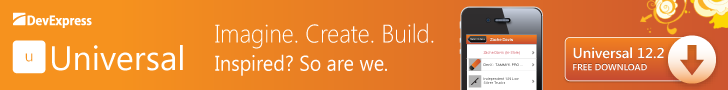 DevExpress
U
Universal
Imagine. Create. Build.
Inspired? So are we.
Universal 12.2
FREE DOWNLOAD